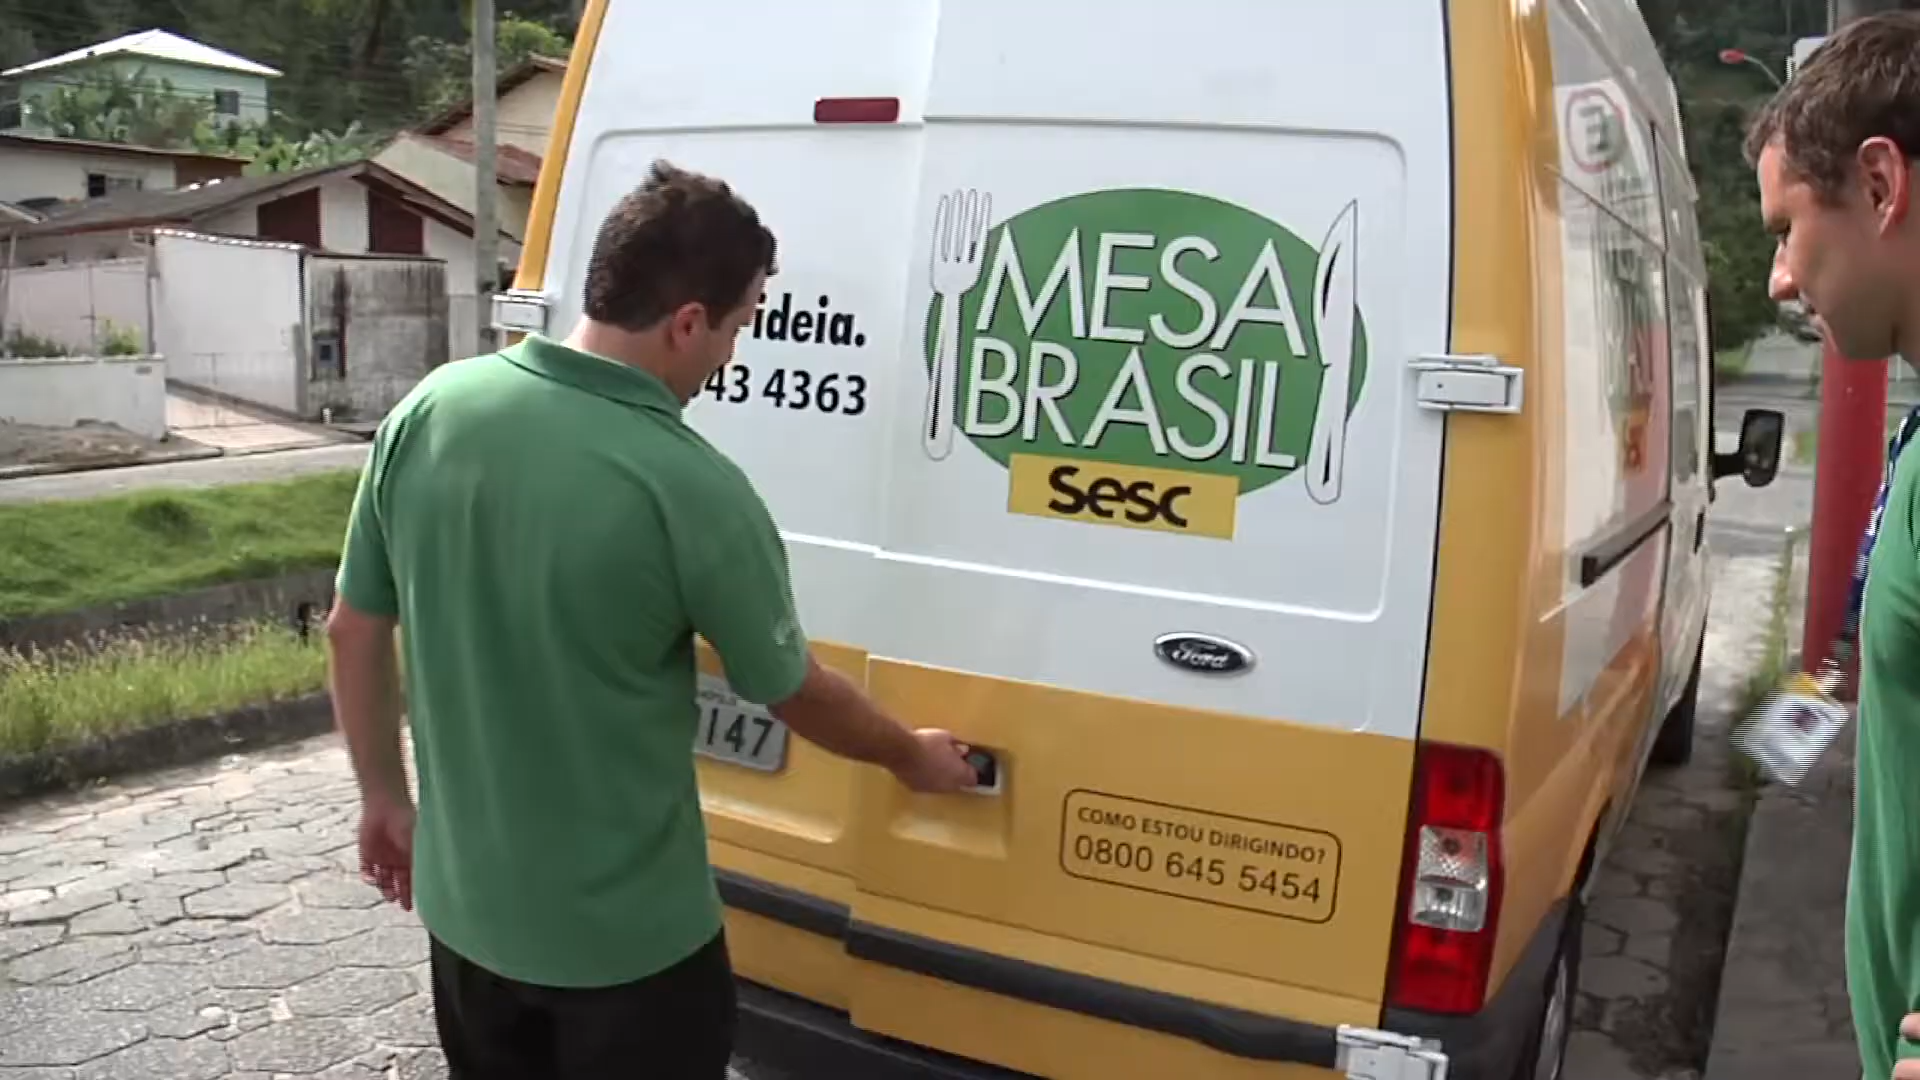 ideia.
43 4363
MESA
BRASIL
Sesc
Ford
147
COMO ESTOU DIRIGINDO?
0800 645 5454